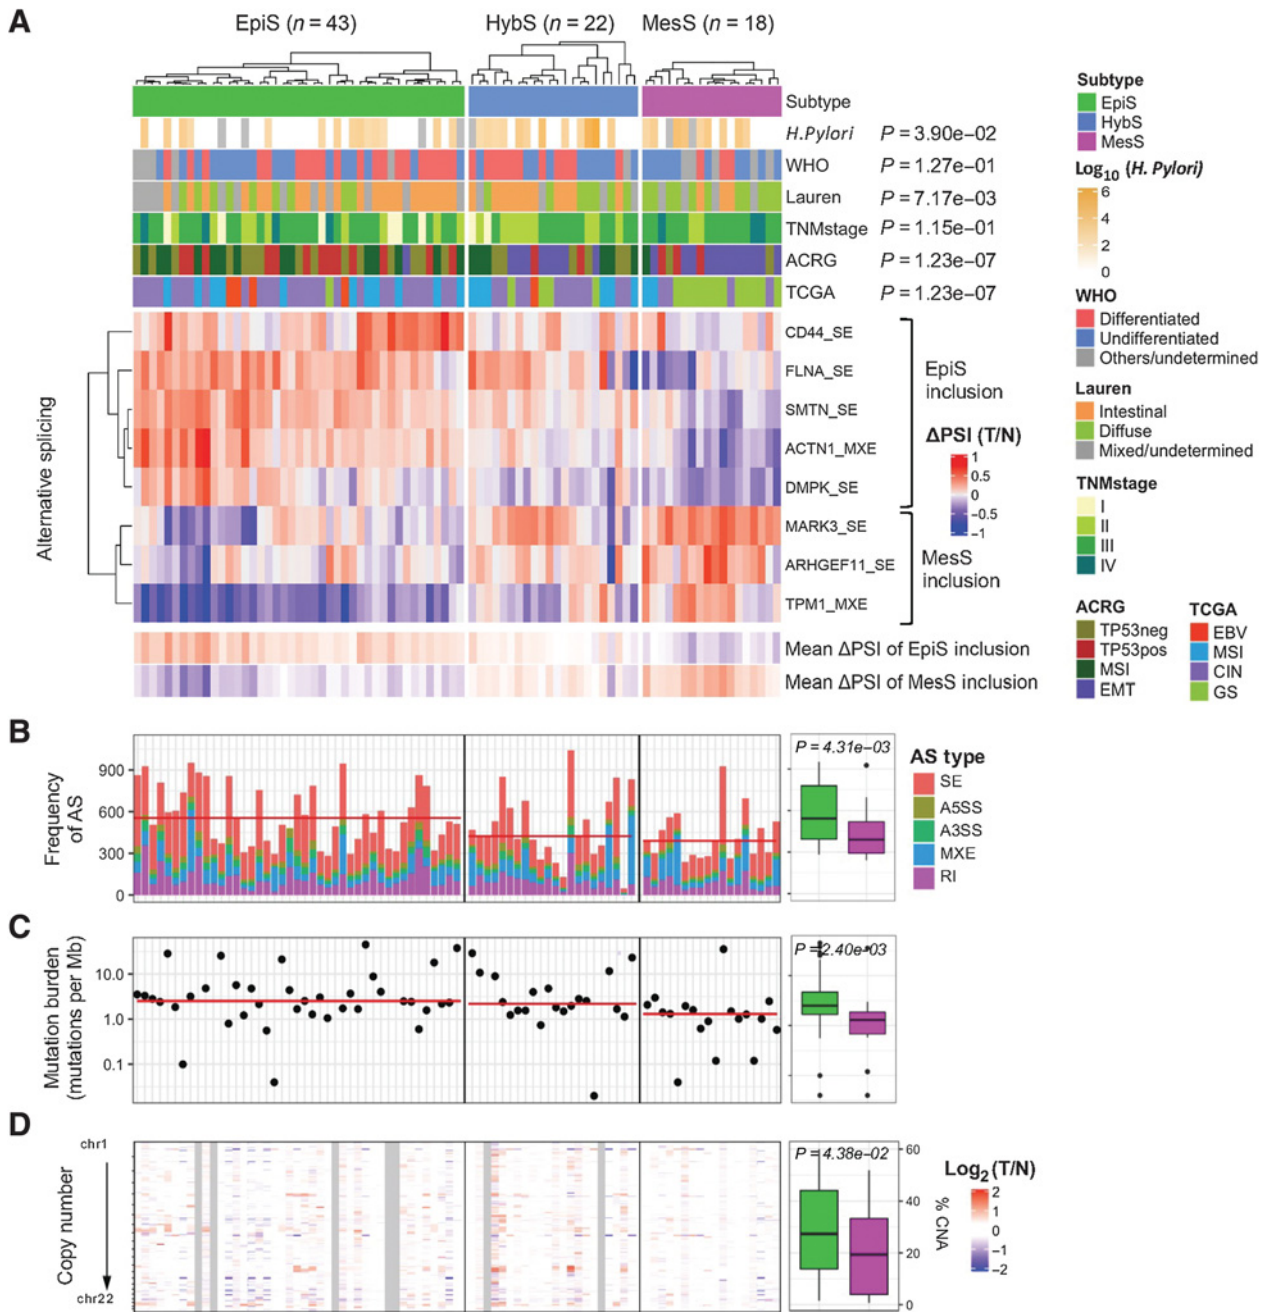 A
EpiS (n = 43)
HybS (n = 22)
MesS (n = 18)
Subtype
H.Pylori P = 3.90e−02
WHO P = 1.27e−01
Lauren P = 7.17e−03
TNMstage P = 1.15e−01
ACRG P = 1.23e−07
TCGA P = 1.23e−07
Alternative splicing
CD44_SE
FLNA_SE
SMTN_SE
ACTN1_MXE
DMPK_SE
MARK3_SE
ARHGEF11_SE
TPM1_MXE
EpiS
inclusion
ΔPSI (T/N)
1
0.5
0
−0.5
−1
MesS
inclusion
Mean ΔPSI of EpiS inclusion
Mean ΔPSI of MesS inclusion
Subtype
EpiS
HybS
MesS
Log10 (H. Pylori)
6
4
2
0
WHO
Differentiated
Undifferentiated
Others/undetermined
Lauren
Intestinal
Diffuse
Mixed/undetermined
TNMstage
I
II
III
IV
ACRG
TP53neg
TP53pos
MSI
EMT
TCGA
EBV
MSI
CIN
GS
B
Frequency
of AS
900
600
300
0
P = 4.31e−03
AS type
SE
A5SS
A3SS
MXE
RI
C
Mutation burden
(mutations per Mb)
10.0
1.0
0.1
P = 2.40e−03
D
Copy number
chr1
chr22
P = 4.38e−02
60
40
20
0
% CNA
Log2 (T/N)
2
1
0
−1
−2